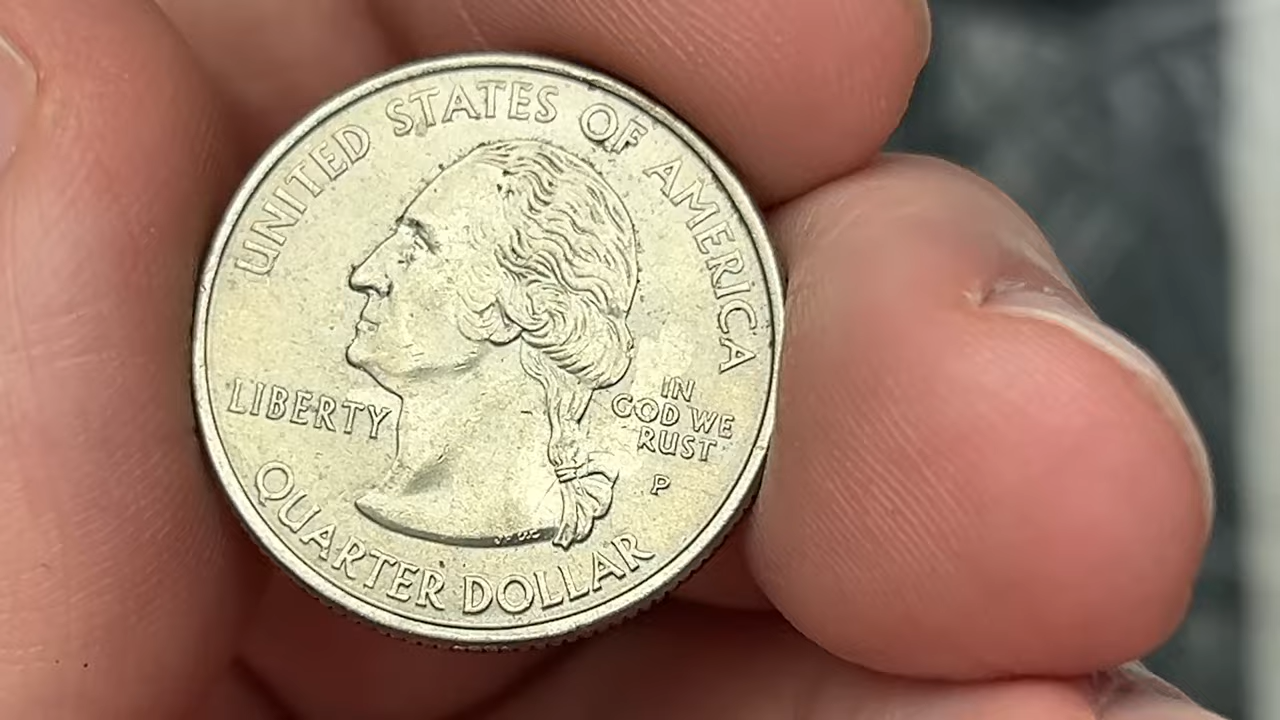 UNITED STATES OF AMERICA
LIBERTY
IN
GOD WE
RUST
P
QUARTER DOLLAR